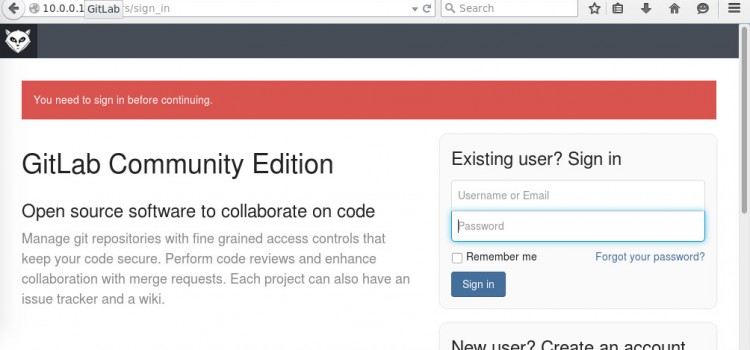 10.0.0.1 GitLab s/sign_in
Search
You need to sign in before continuing.
GitLab Community Edition
Open source software to collaborate on code
Manage git repositories with fine grained access controls that
keep your code secure. Perform code reviews and enhance
collaboration with merge requests. Each project can also have an
issue tracker and a wiki.
Existing user? Sign in
Username or Email
Password
Remember me
Forgot your password?
Sign in
New user? Create an account